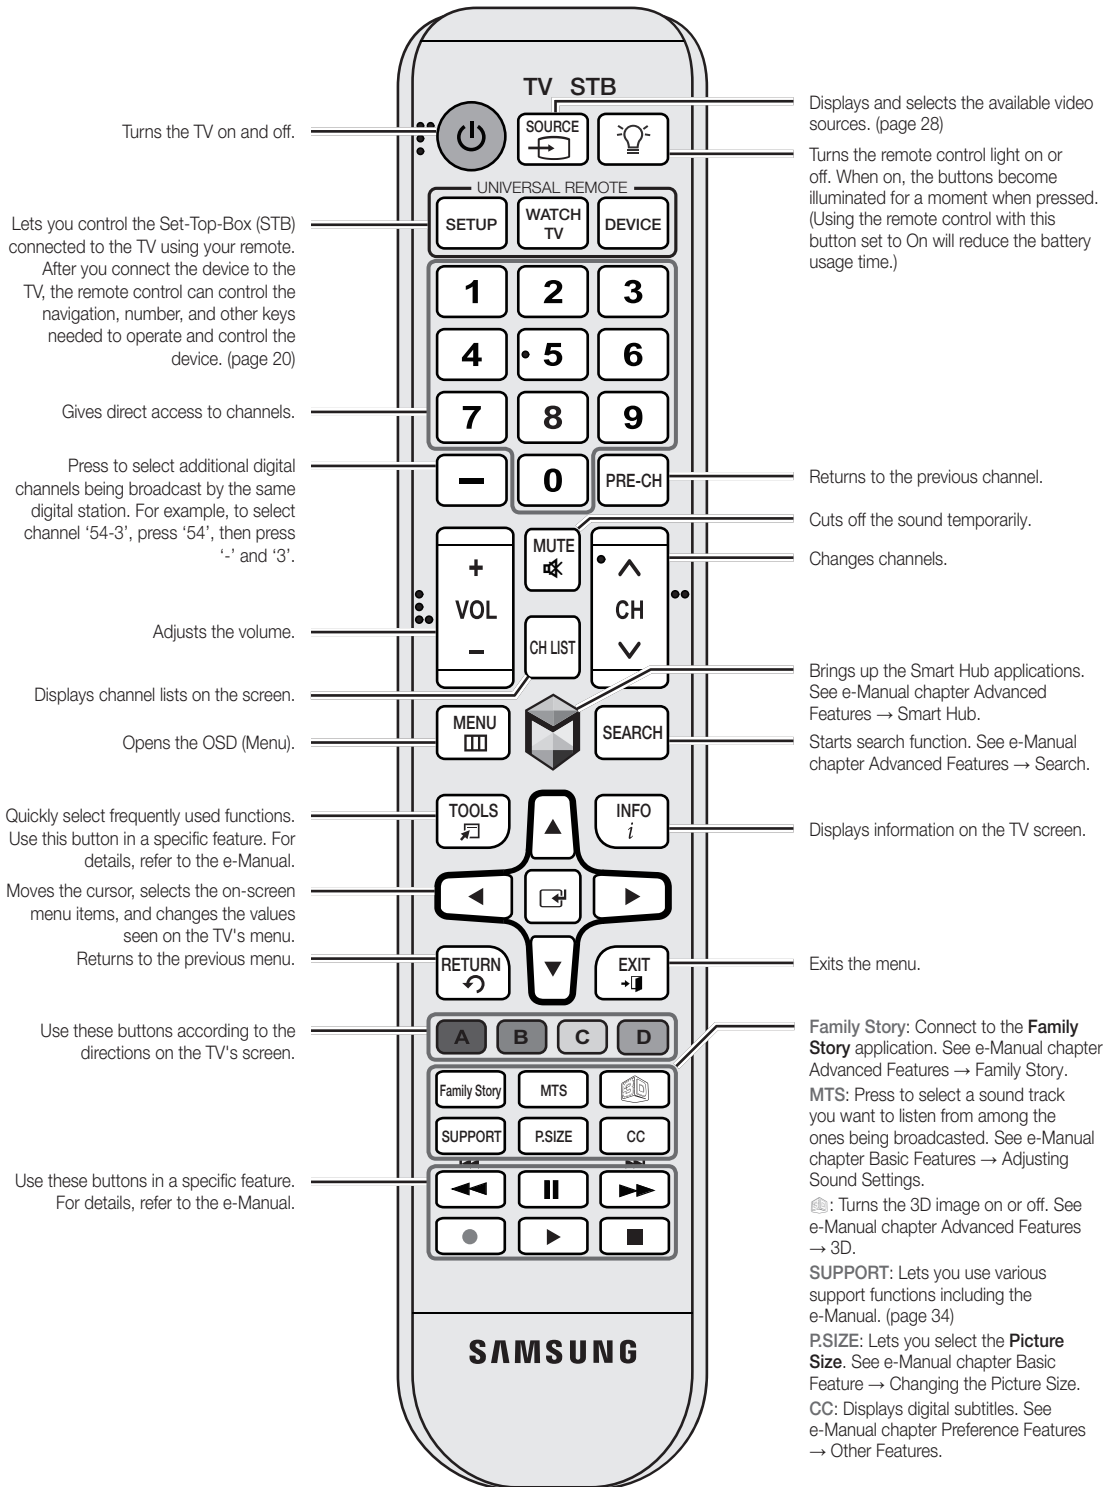 TV STB
Turns the TV on and off.
SOURCE
Displays and selects the available video
sources. (page 28)
Turns the remote control light on or
off. When on, the buttons become
illuminated for a moment when pressed.
(Using the remote control with this
button set to On will reduce the battery
usage time.)
UNIVERSAL REMOTE
SETUP
WATCH
TV
DEVICE
Lets you control the Set-Top-Box (STB)
connected to the TV using your remote.
After you connect the device to the
TV, the remote control can control the
navigation, number, and other keys
needed to operate and control the
device. (page 20)
1 2 3
4 5 6
7 8 9
Gives direct access to channels.
Press to select additional digital
channels being broadcast by the same
digital station. For example, to select
channel ‘54-3’, press ‘54’, then press
‘-’ and ‘3’.
– 0 PRE-CH
Returns to the previous channel.
MUTE
Cuts off the sound temporarily.
Changes channels.
+
VOL
–
CH
CH LIST
Adjusts the volume.
Displays channel lists on the screen.
Brings up the Smart Hub applications.
See e-Manual chapter Advanced
Features → Smart Hub.
MENU
SEARCH
Opens the OSD (Menu).
Starts search function. See e-Manual
chapter Advanced Features → Search.
TOOLS
INFO
i
Quickly select frequently used functions.
Use this button in a specific feature. For
details, refer to the e-Manual.
Displays information on the TV screen.
Moves the cursor, selects the on-screen
menu items, and changes the values
seen on the TV's menu.
Returns to the previous menu.
RETURN
EXIT
Exits the menu.
Use these buttons according to the
directions on the TV's screen.
A B C D
Family Story MTS 3D
SUPPORT P.SIZE CC
Family Story: Connect to the Family
Story application. See e-Manual chapter
Advanced Features → Family Story.
MTS: Press to select a sound track
you want to listen from among the
ones being broadcasted. See e-Manual
chapter Basic Features → Adjusting
Sound Settings.
: Turns the 3D image on or off. See
e-Manual chapter Advanced Features
→ 3D.
SUPPORT: Lets you use various
support functions including the
e-Manual. (page 34)
P.SIZE: Lets you select the Picture
Size. See e-Manual chapter Basic
Feature → Changing the Picture Size.
CC: Displays digital subtitles. See
e-Manual chapter Preference Features
→ Other Features.
Use these buttons in a specific feature.
For details, refer to the e-Manual.
SAMSUNG